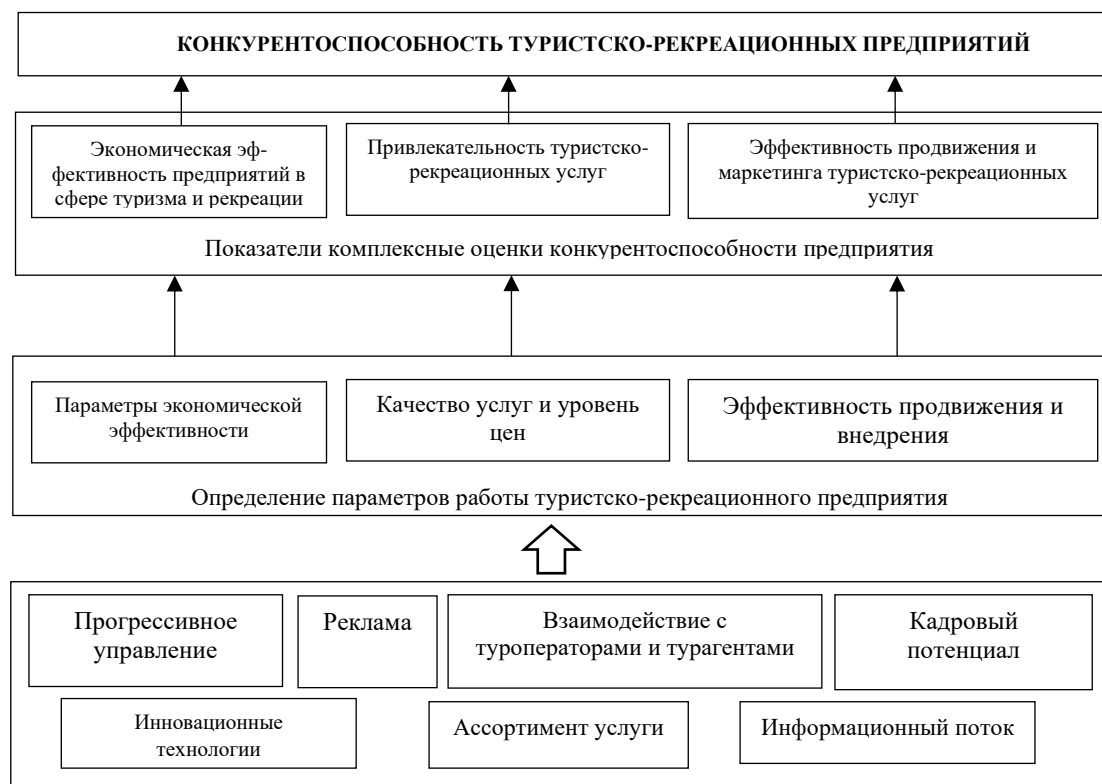 КОНКУРЕНТОСПОСОБНОСТЬ ТУРИСТСКО-РЕКРЕАЦИОННЫХ ПРЕДПРИЯТИЙ
Экономическая эф-
фективность предприятий в
сфере туризма и рекреации
Привлекательность туристско-
рекреационных услуг
Эффективность продвижения и
маркетинга туристско-рекреационных
услуг
Показатели комплексные оценки конкурентоспособности предприятия
Параметры экономической
эффективности
Качество услуг и уровень
цен
Эффективность продвижения и
внедрения
Определение параметров работы туристско-рекреационного предприятия
Прогрессивное
управление
Реклама
Взаимодействие с
туроператорами и турагентами
Кадровый
потенциал
Инновационные
технологии
Ассортимент услуги
Информационный поток